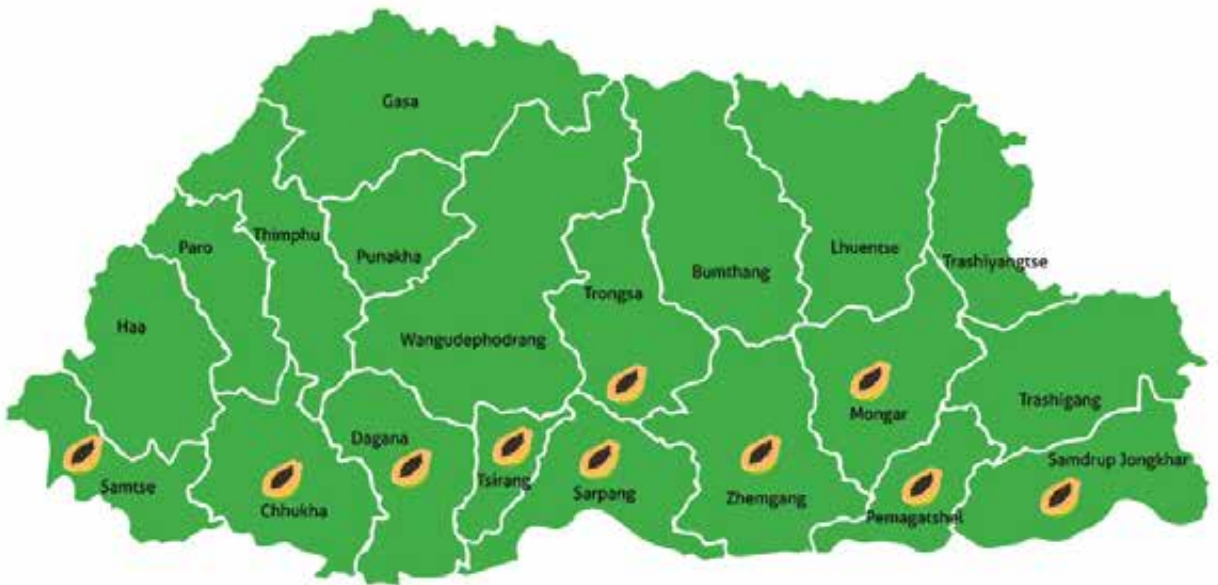 Gasa
Thimphu
Paro
Punakha
Lhuentse
Trashiyangtse
Bumthang
Trongsa
Haa
Wangudephodrang
Trashigang
Mongar
Dagana
Samdrup Jongkhar
Tsirang
Samtse
Sarpang
Zhemgang
Chhukha
Pemagatshel